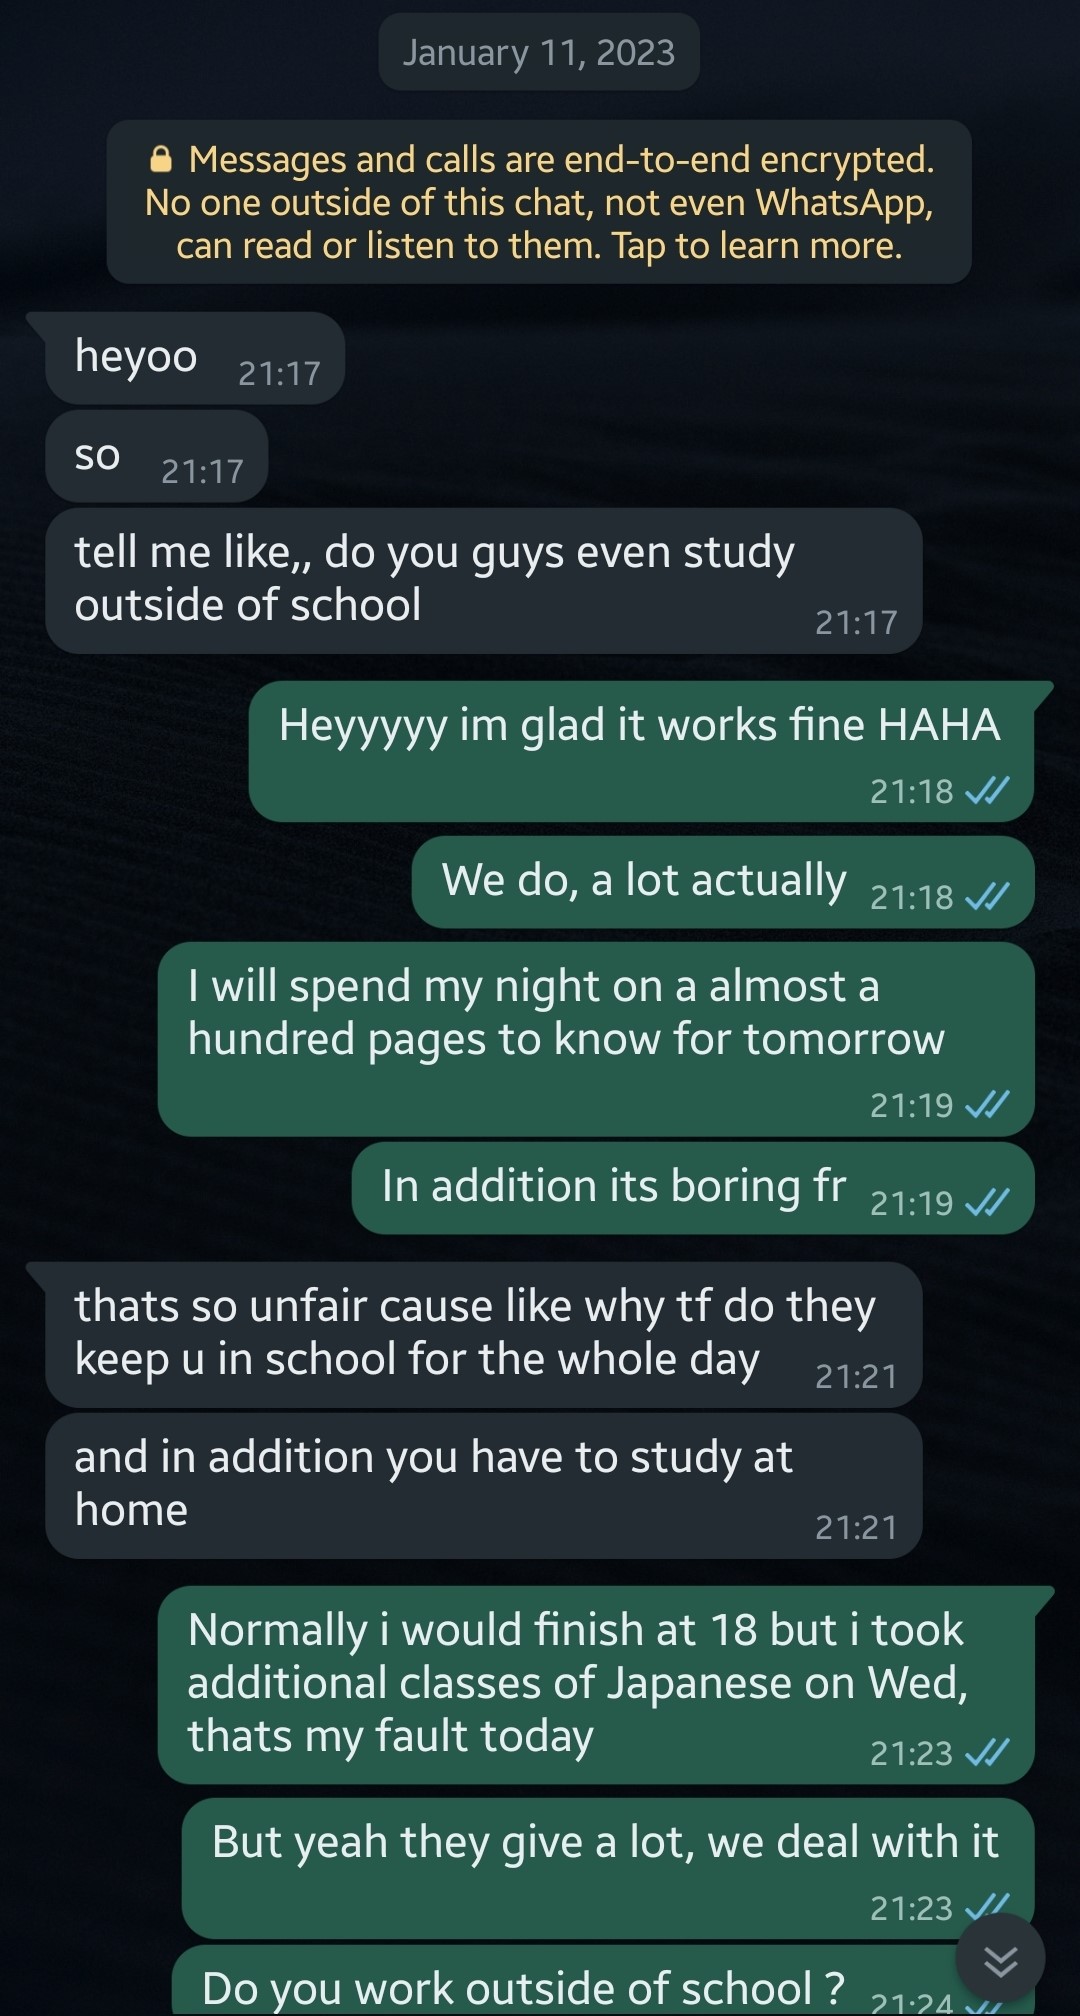 January 11, 2023
Messages and calls are end-to-end encrypted.
No one outside of this chat, not even WhatsApp,
can read or listen to them. Tap to learn more.
heyoo 21:17
so 21:17
tell me like,, do you guys even study
outside of school 21:17
Heyyyyy im glad it works fine HAHA
21:18
We do, a lot actually 21:18
I will spend my night on a almost a
hundred pages to know for tomorrow
21:19
In addition its boring fr 21:19
thats so unfair cause like why tf do they
keep u in school for the whole day 21:21
and in addition you have to study at
home 21:21
Normally i would finish at 18 but i took
additional classes of Japanese on Wed,
thats my fault today 21:23
But yeah they give a lot, we deal with it
21:23
Do you work outside of school ? 21:24